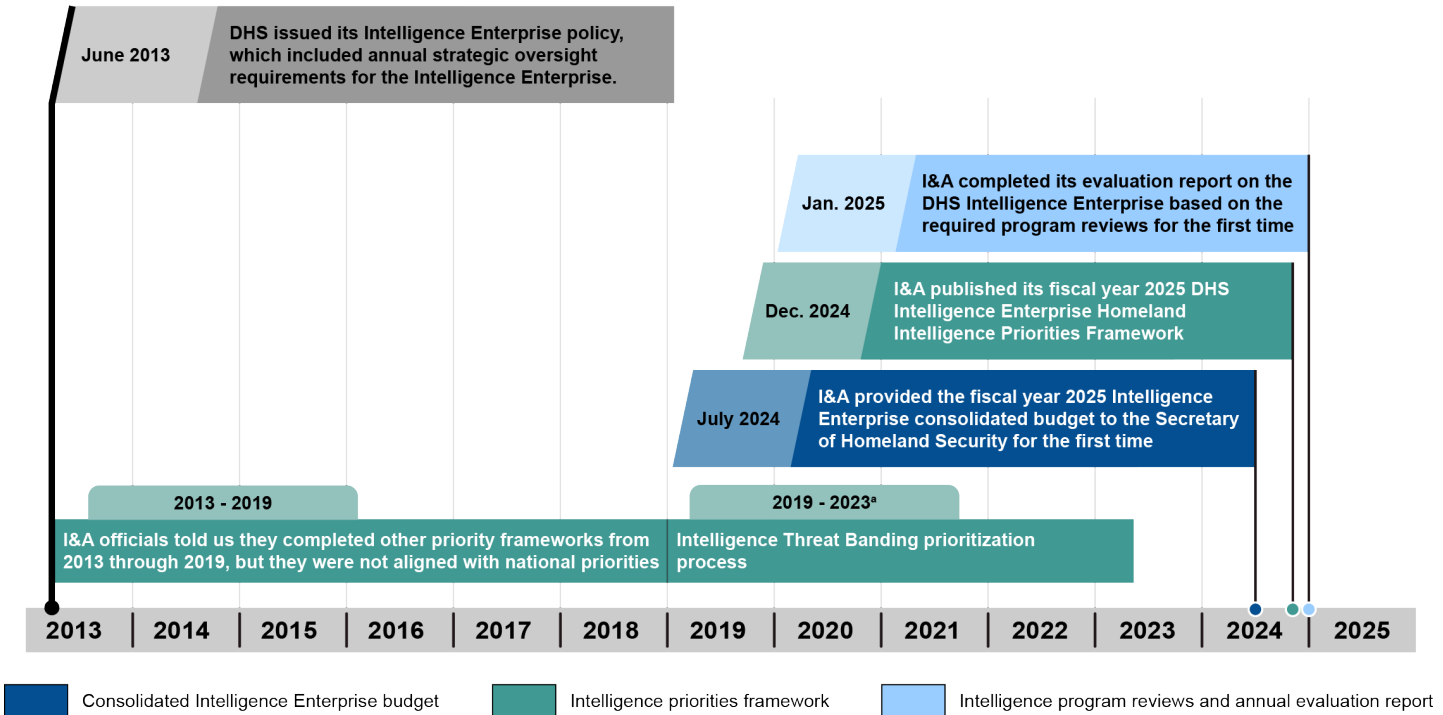 June 2013
DHS issued its Intelligence Enterprise policy,
which included annual strategic oversight
requirements for the Intelligence Enterprise.
Jan. 2025
I&A completed its evaluation report on the
DHS Intelligence Enterprise based on the
required program reviews for the first time
Dec. 2024
I&A published its fiscal year 2025 DHS
Intelligence Enterprise Homeland
Intelligence Priorities Framework
July 2024
I&A provided the fiscal year 2025 Intelligence
Enterprise consolidated budget to the Secretary
of Homeland Security for the first time
2013 - 2019
I&A officials told us they completed other priority frameworks from
2013 through 2019, but they were not aligned with national priorities
2019 - 2023ª
Intelligence Threat Banding prioritization
process
2013 2014 2015 2016 2017 2018 2019 2020 2021 2022 2023 2024 2025
Consolidated Intelligence Enterprise budget
Intelligence priorities framework
Intelligence program reviews and annual evaluation report